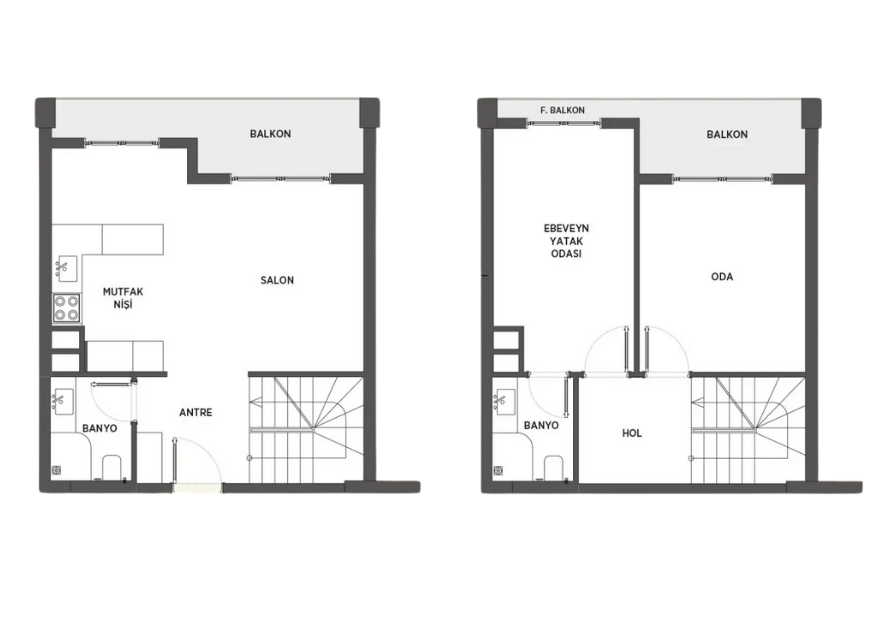 BALKON
SALON
MUTFAK
NİŞİ
ANTRE
BANYO
F. BALKON
BALKON
EBEVEYN
YATAK
ODASI
ODA
BANYO
HOL